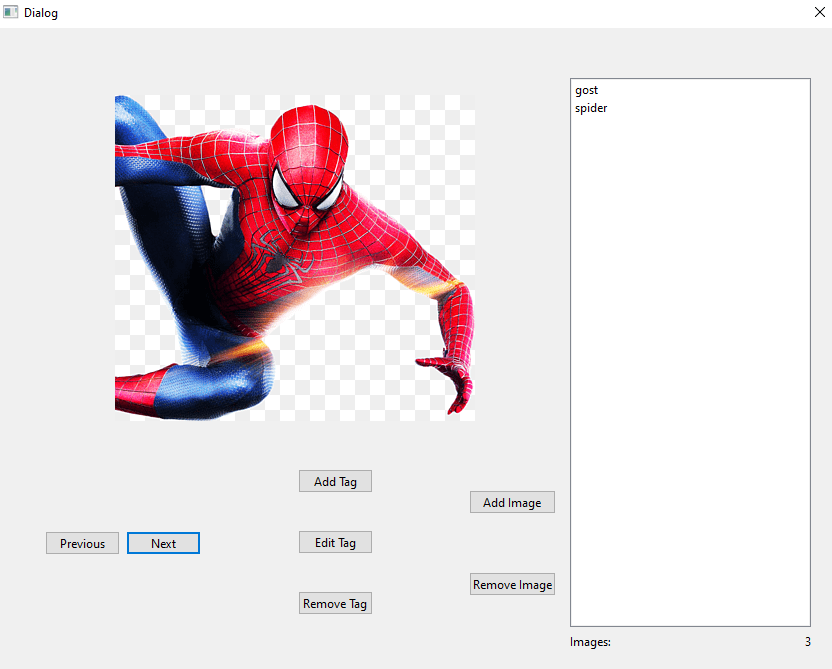 Dialog
gost
spider
Add Tag
Add Image
Previous
Next
Edit Tag
Remove Image
Remove Tag
Images:
3